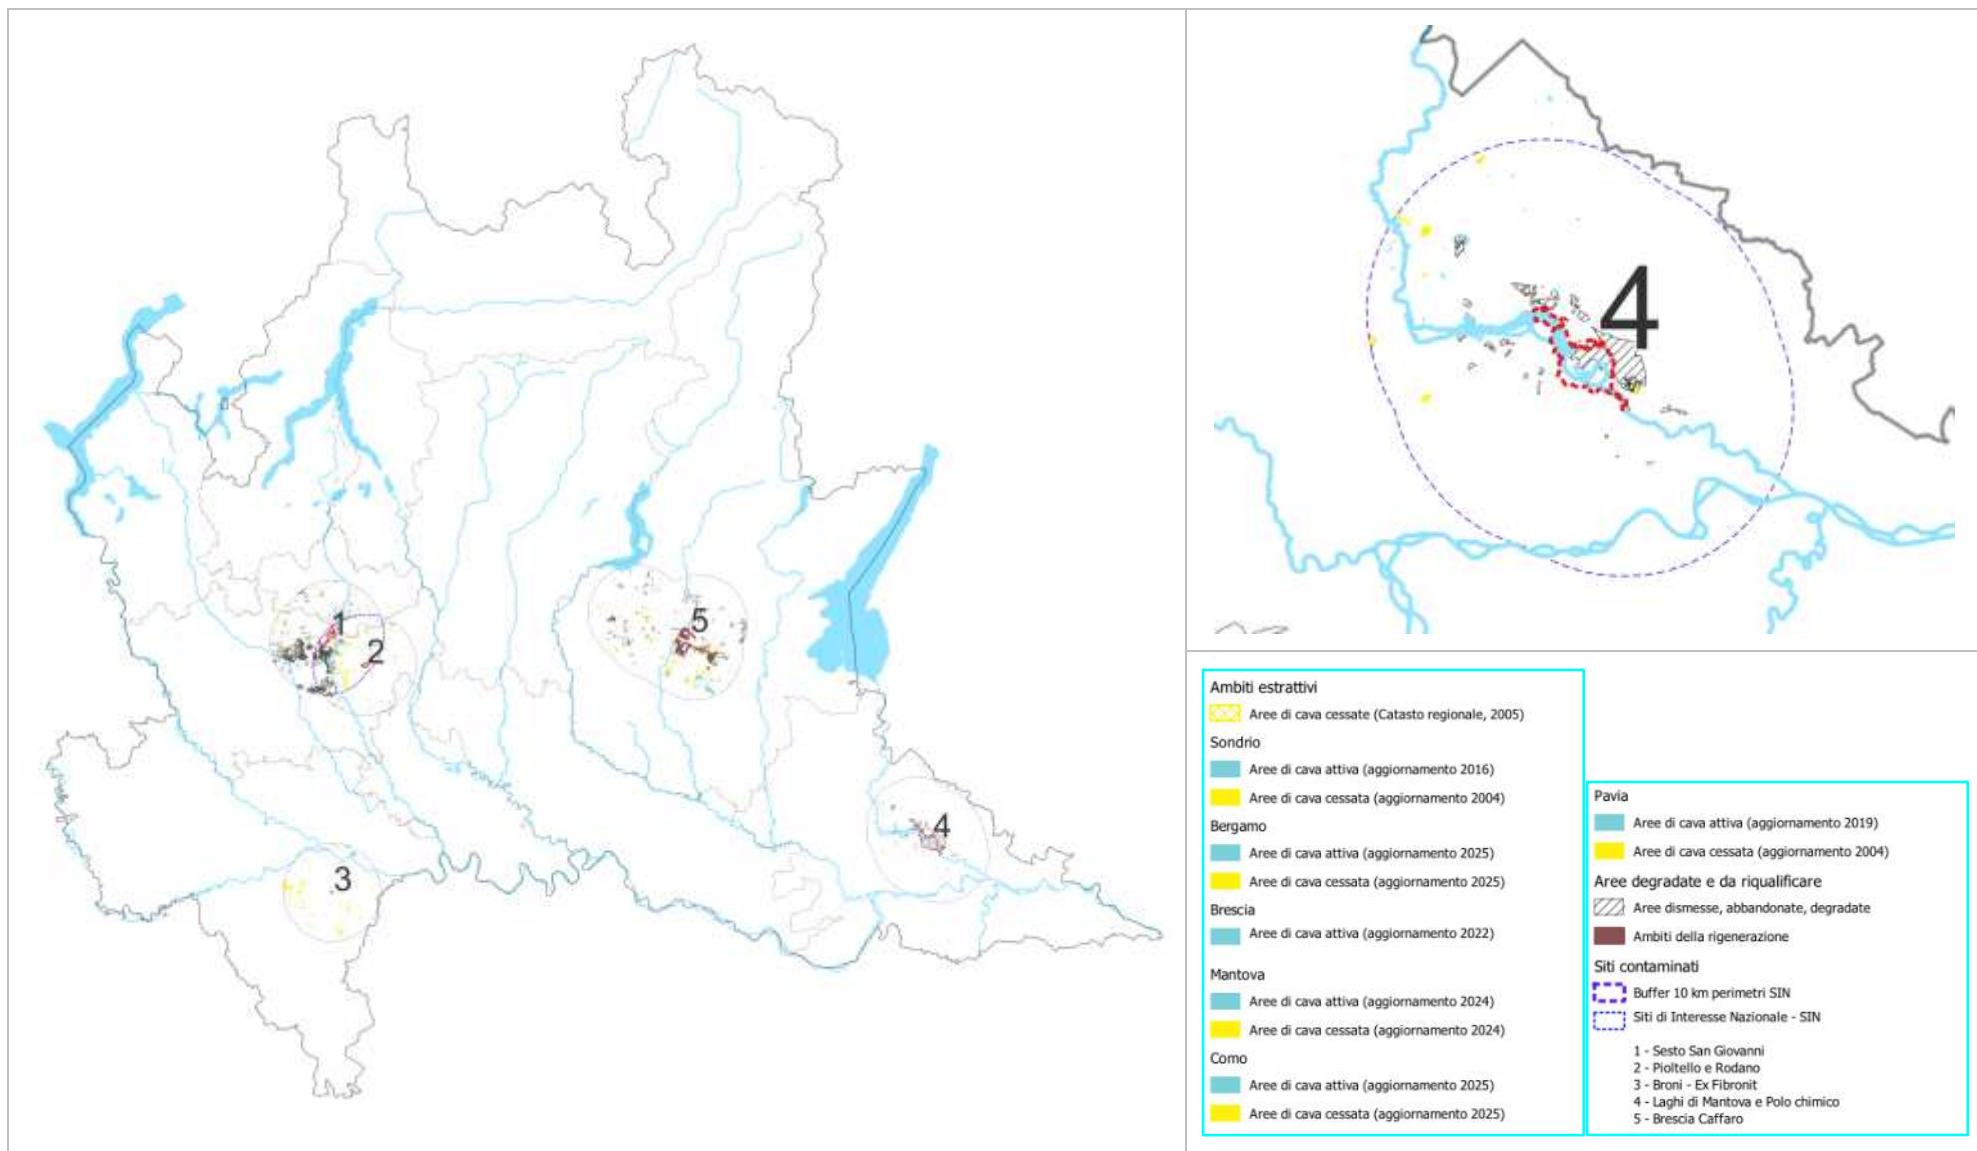 1
2
5
4
3
4
Ambiti estrattivi
Aree di cava cessate (Catasto regionale, 2005)
Sondrio
Aree di cava attiva (aggiornamento 2016)
Aree di cava cessata (aggiornamento 2004)
Bergamo
Aree di cava attiva (aggiornamento 2025)
Aree di cava cessata (aggiornamento 2025)
Brescia
Aree di cava attiva (aggiornamento 2022)
Mantova
Aree di cava attiva (aggiornamento 2024)
Aree di cava cessata (aggiornamento 2024)
Como
Aree di cava attiva (aggiornamento 2025)
Aree di cava cessata (aggiornamento 2025)
Pavia
Aree di cava attiva (aggiornamento 2019)
Aree di cava cessata (aggiornamento 2004)
Aree degradate e da riqualificare
Aree dismesse, abbandonate, degradate
Ambiti della rigenerazione
Siti contaminati
Buffer 10 km perimetri SIN
Siti di Interesse Nazionale - SIN
1 - Sesto San Giovanni
2 - Pioltello e Rodano
3 - Broni - Ex Fibronit
4 - Laghi di Mantova e Polo chimico
5 - Brescia Caffaro